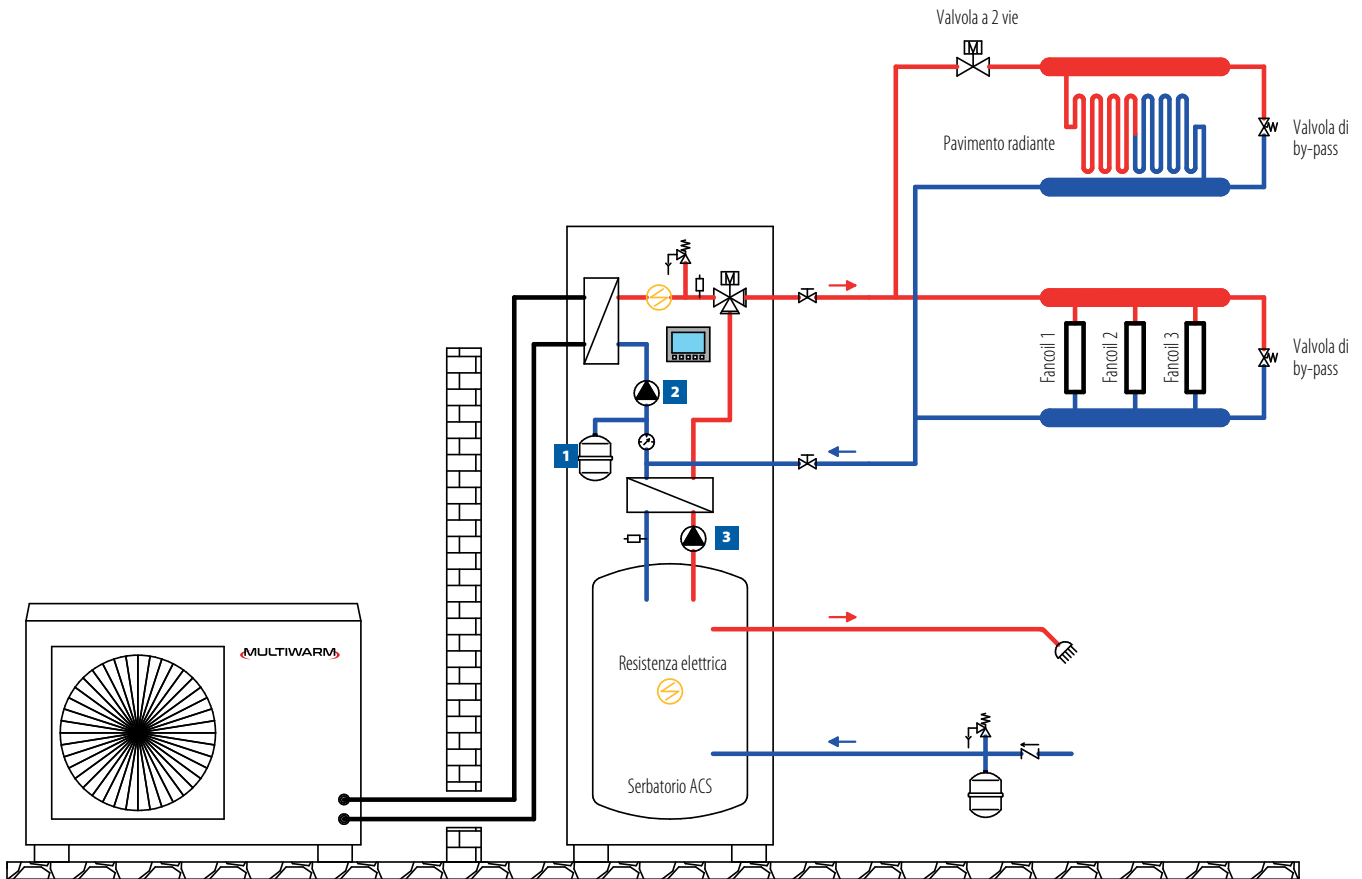 Valvola a 2 vie
M
Pavimento radiante
Valvola di
by-pass
M
Fancoil 1
Fancoil 2
Fancoil 3
Valvola di
by-pass
2
1
3
MULTIWARM
Resistenza elettrica
Serbatorio ACS